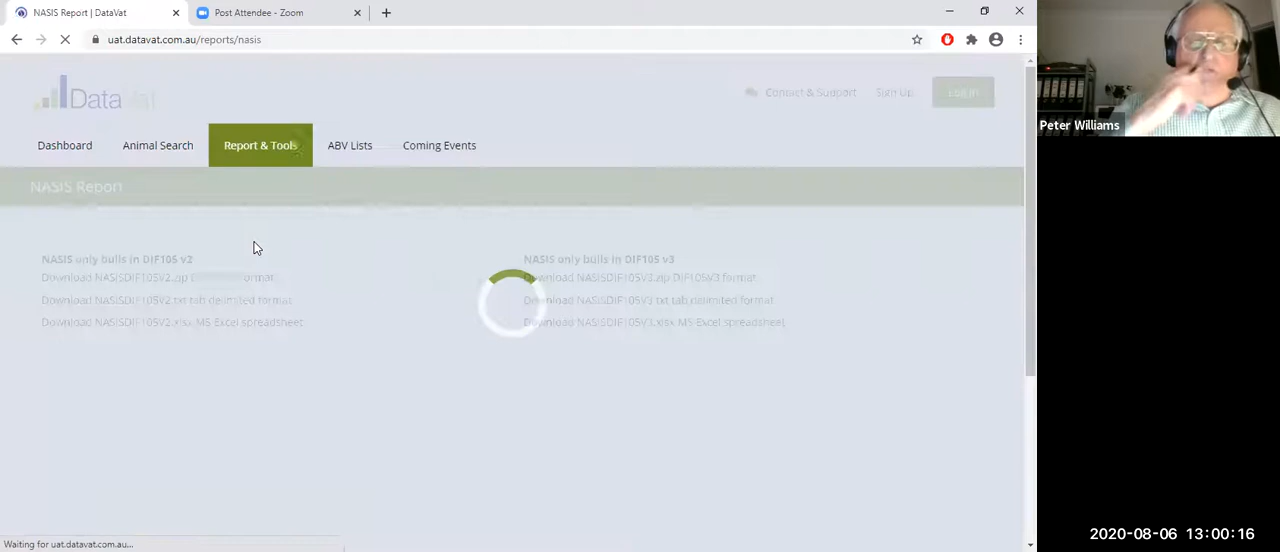 NASIS Report | DataVat
Post Attendee - Zoom
uat.datavat.com.au/reports/nasis
DataVat
Contact & Support
Sign Up
Log In
Dashboard
Animal Search
Report & Tools
ABV Lists
Coming Events
NASIS Report
NASIS only bulls in DIF105 v2
Download NASISDIF105V2.zip format
Download NASISDIF105V2.txt tab delimited format
Download NASISDIF105V2.xlsx MS Excel spreadsheet
NASIS only bulls in DIF105 v3
Download NASISDIF105V3.zip DIF105V3 format
Download NASISDIF105V3.txt tab delimited format
Download NASISDIF105V3.xlsx MS Excel spreadsheet
Waiting for uat.datavat.com.au...
Peter Williams
2020-08-06 13:00:16